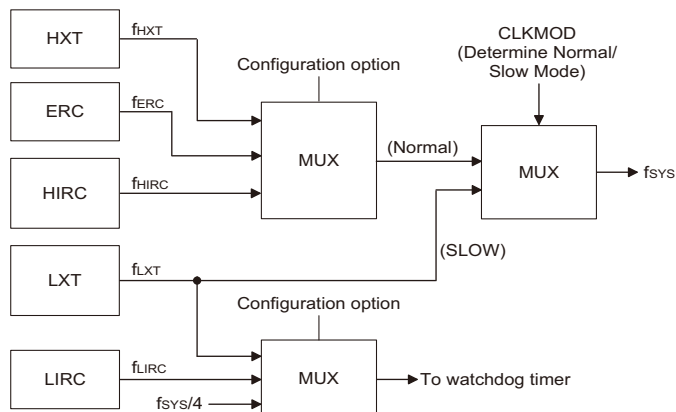 HXT
fHXT
CLKMOD
(Determine Normal/
Slow Mode)
Configuration option
ERC
fERC
MUX
(Normal)
MUX
fSYS
HIRC
fHIRC
(SLOW)
LXT
fLXT
Configuration option
LIRC
fLIRC
MUX
To watchdog timer
fSYS/4